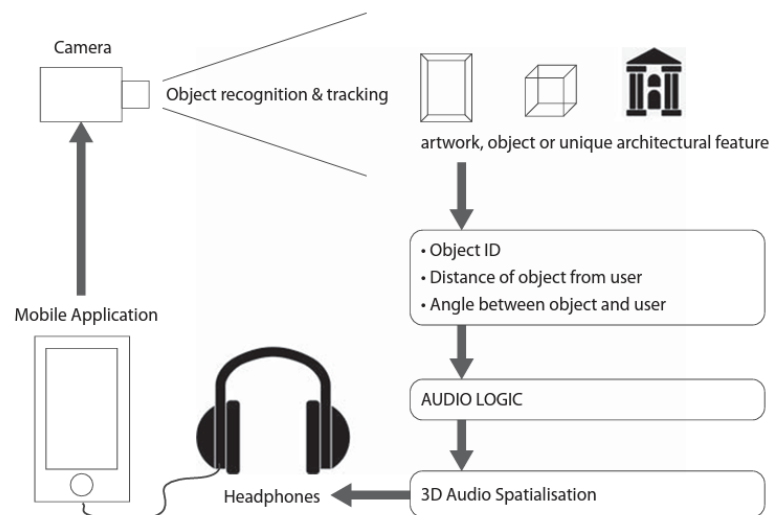 Camera
Object recognition & tracking
artwork, object or unique architectural feature
• Object ID
• Distance of object from user
• Angle between object and user
Mobile Application
AUDIO LOGIC
Headphones
3D Audio Spatialisation